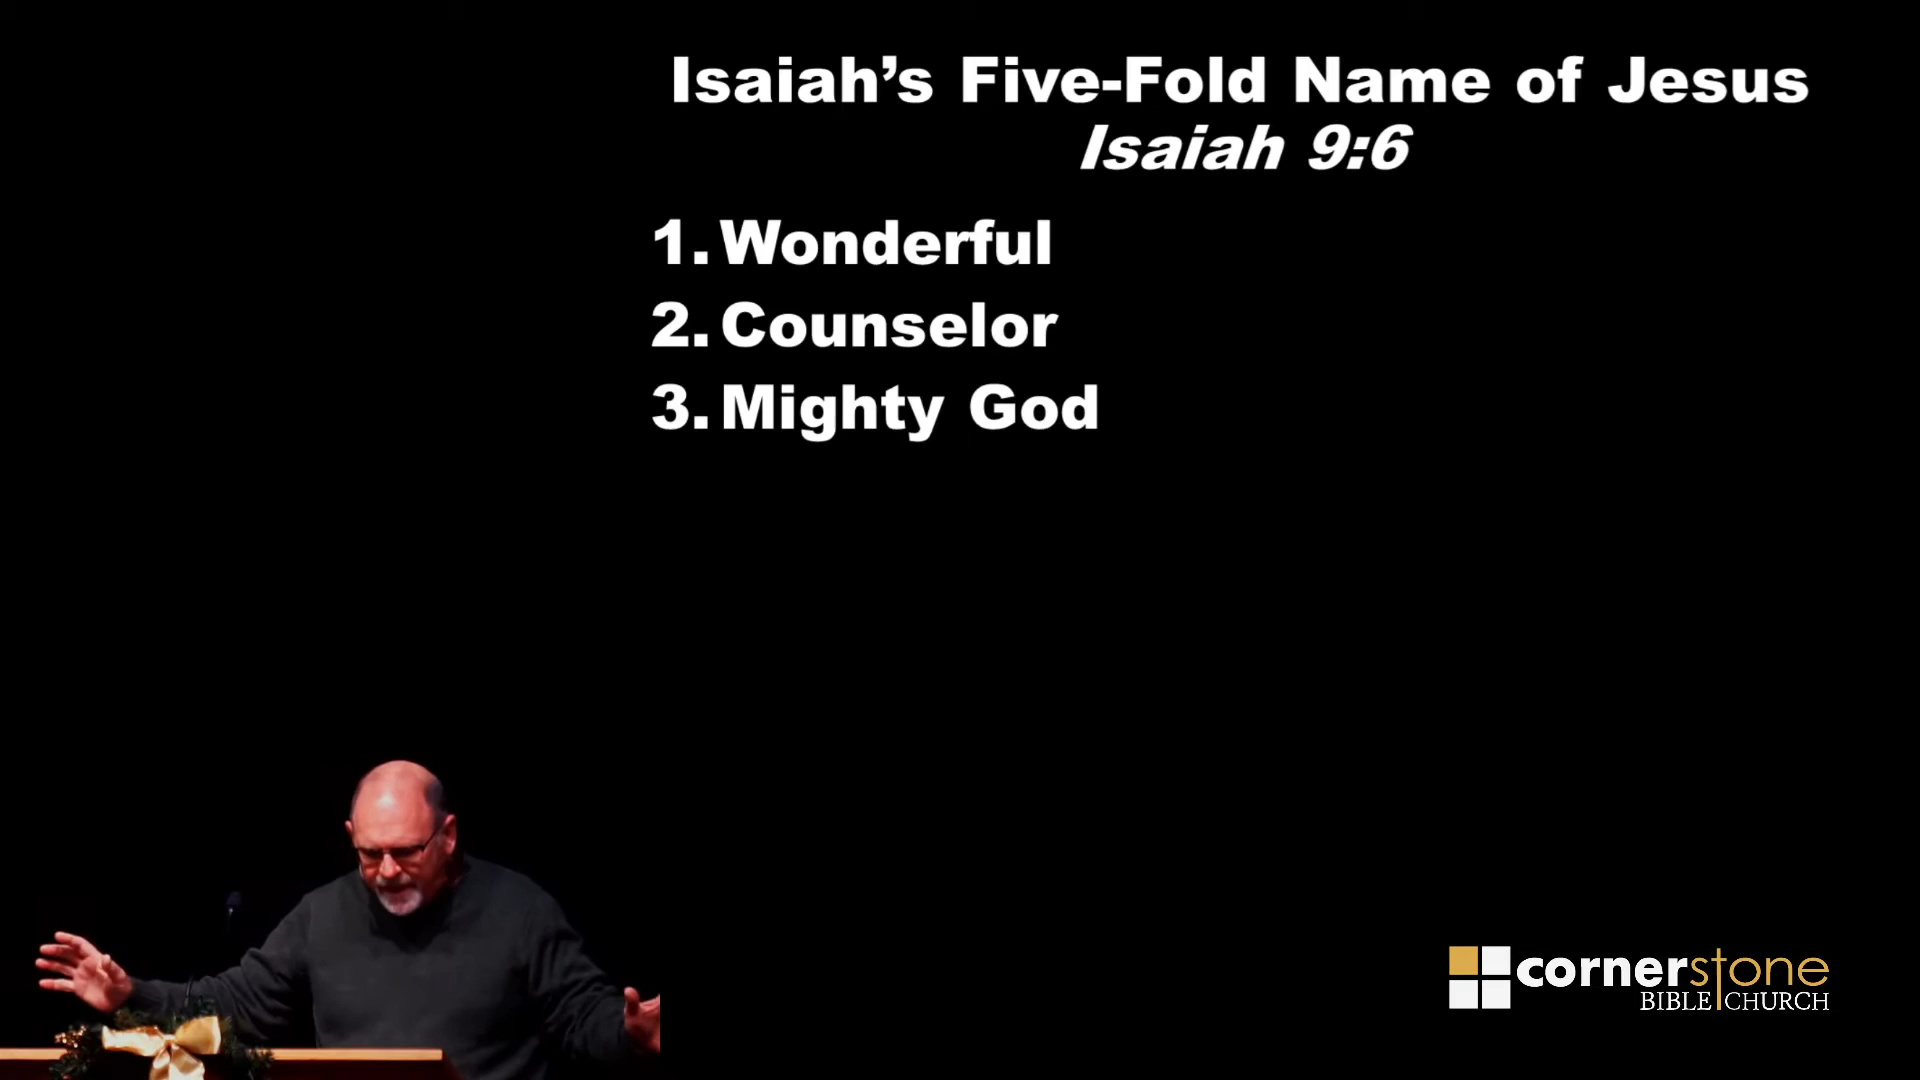 Isaiah’s Five-Fold Name of Jesus
Isaiah 9:6
1. Wonderful
2. Counselor
3. Mighty God
cornerstone
BIBLE CHURCH